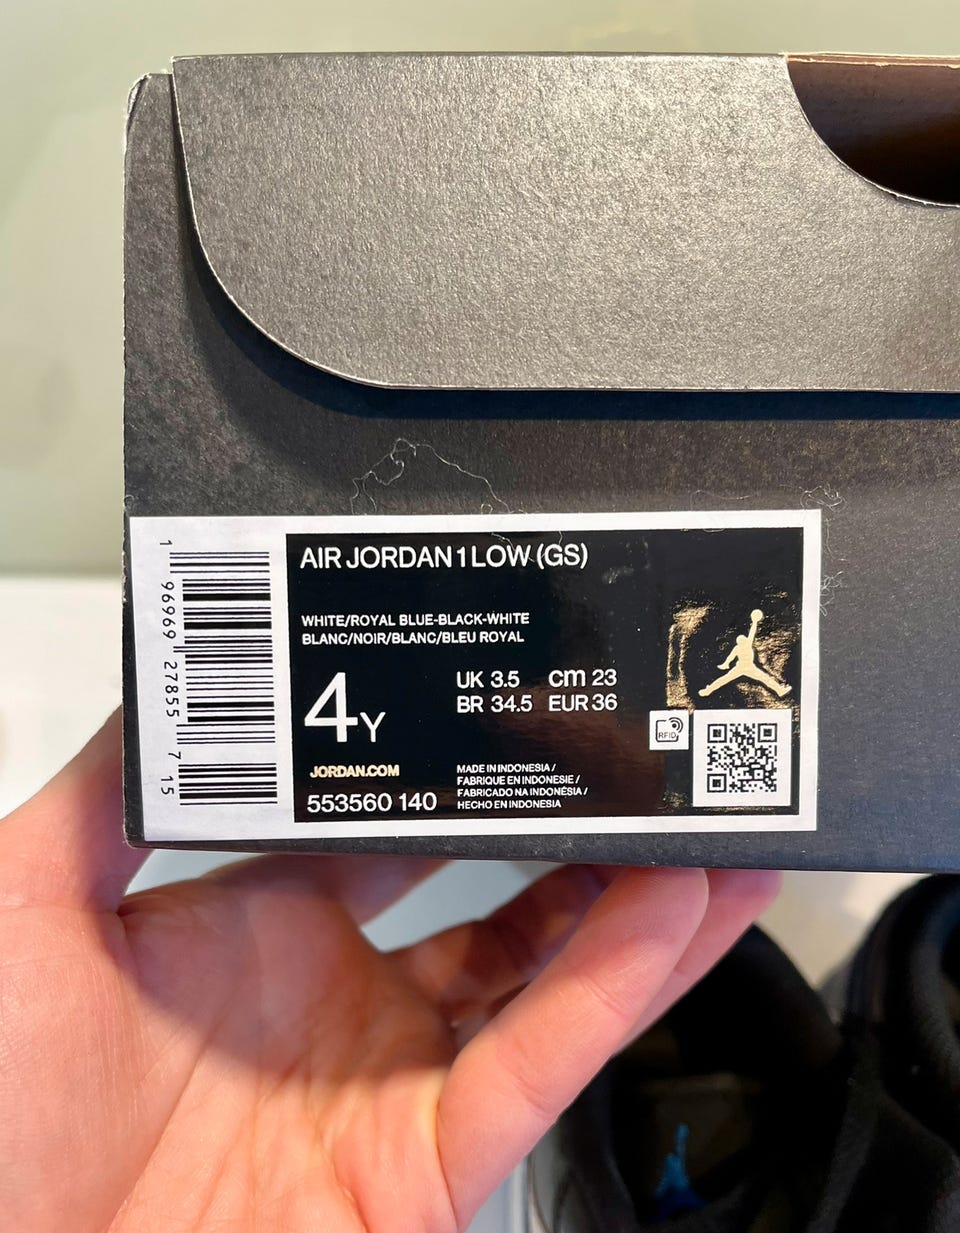 AIR JORDAN 1 LOW (GS)
WHITE/ROYAL BLUE-BLACK-WHITE
BLANC/NOIR/BLANC/BLEU ROYAL
4Y
UK 3.5 cm 23
BR 34.5 EUR 36
RFID
JORDAN.COM
553560 140
MADE IN INDONESIA /
FABRIQUE EN INDONESIE /
FABRICADO NA INDONÉSIA /
HECHO EN INDONESIA
1 96969 27855 7 15